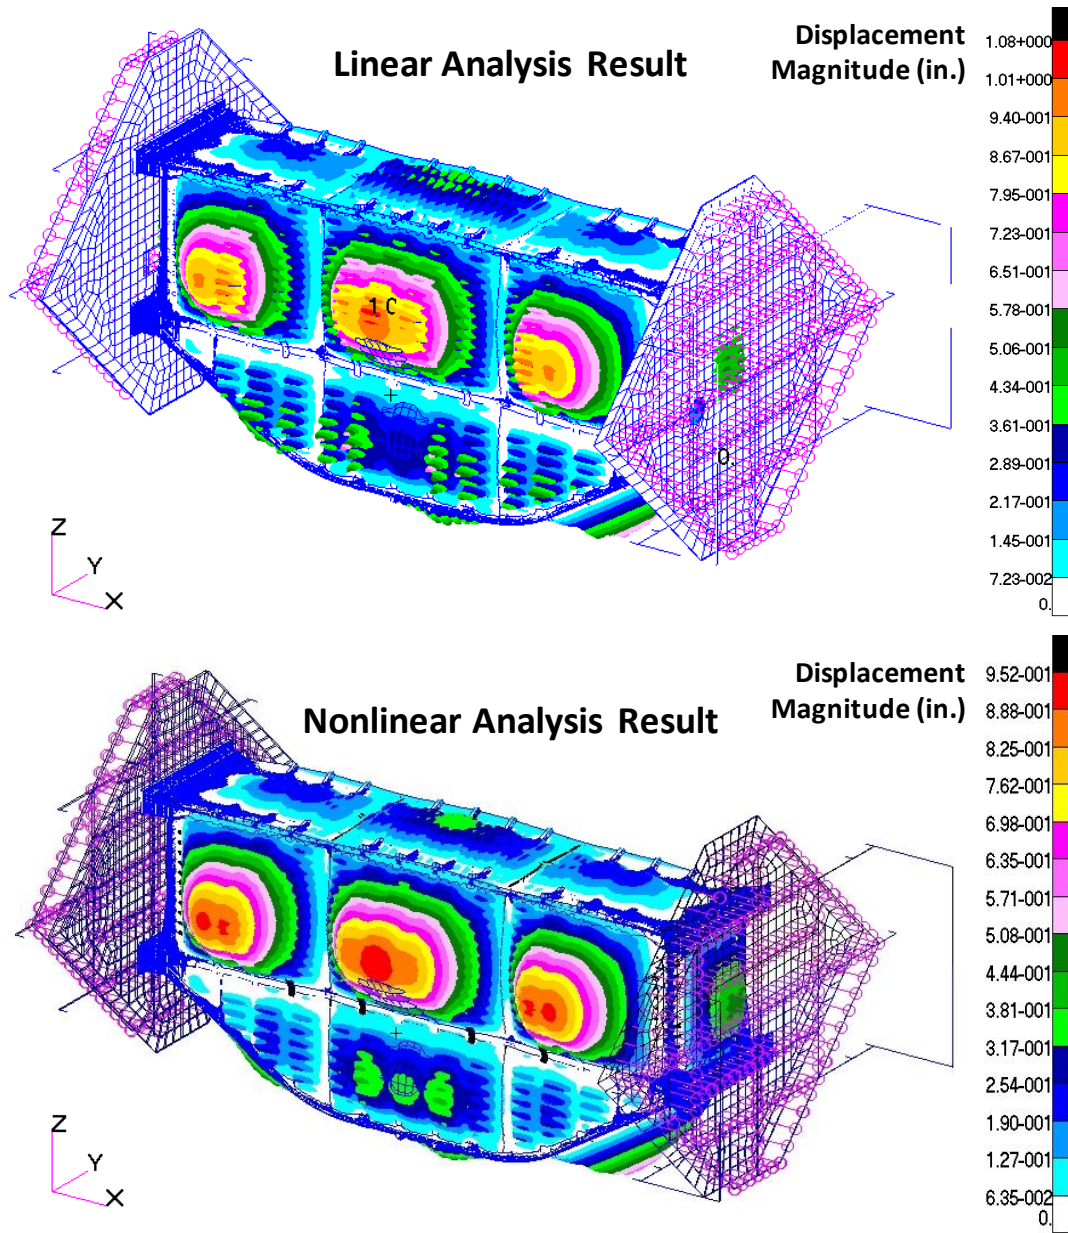 Linear Analysis Result
Displacement
Magnitude (in.)
1.08+000
1.01+000
9.40-001
8.67-001
7.95-001
7.23-001
6.51-001
5.78-001
5.06-001
4.34-001
3.61-001
2.89-001
2.17-001
1.45-001
7.23-002
0.
1 0
0.
Z
Y
X
Nonlinear Analysis Result
Displacement
Magnitude (in.)
9.52-001
8.88-001
8.25-001
7.62-001
6.98-001
6.35-001
5.71-001
5.08-001
4.44-001
3.81-001
3.17-001
2.54-001
1.90-001
1.27-001
6.35-002
0.
Z
Y
X